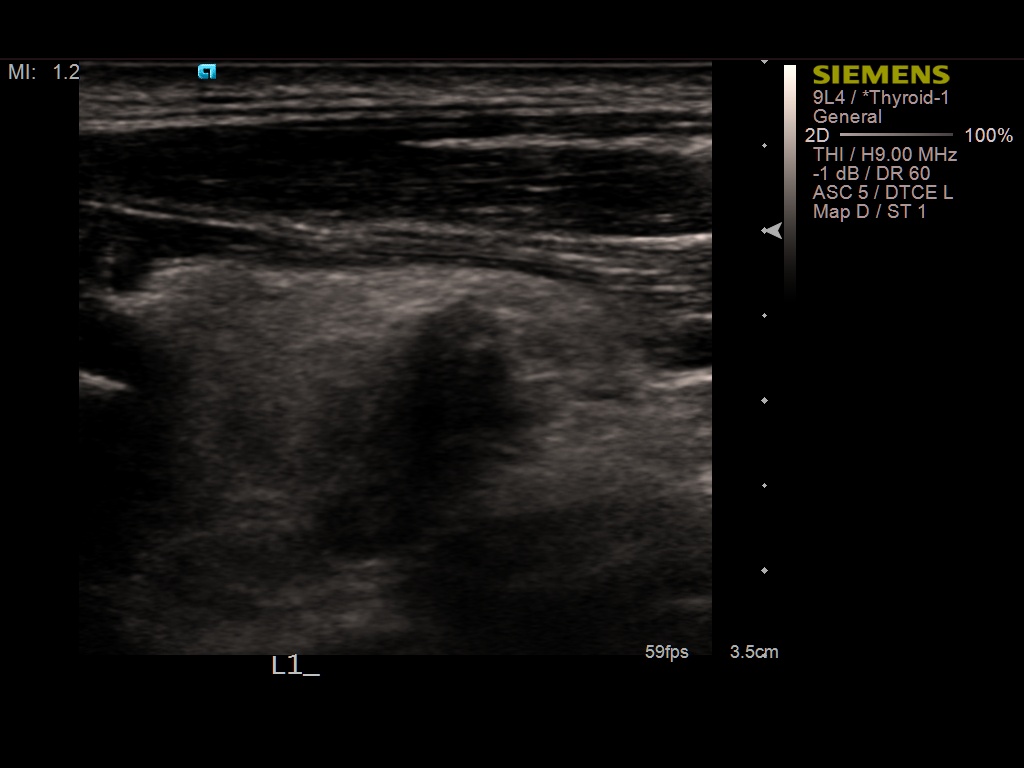 MI: 1.2
SIEMENS
9L4 / *Thyroid-1
General
2D 100%
THI / H9.00 MHz
-1 dB / DR 60
ASC 5 / DTCE L
Map D / ST 1
59fps 3.5cm
L1_